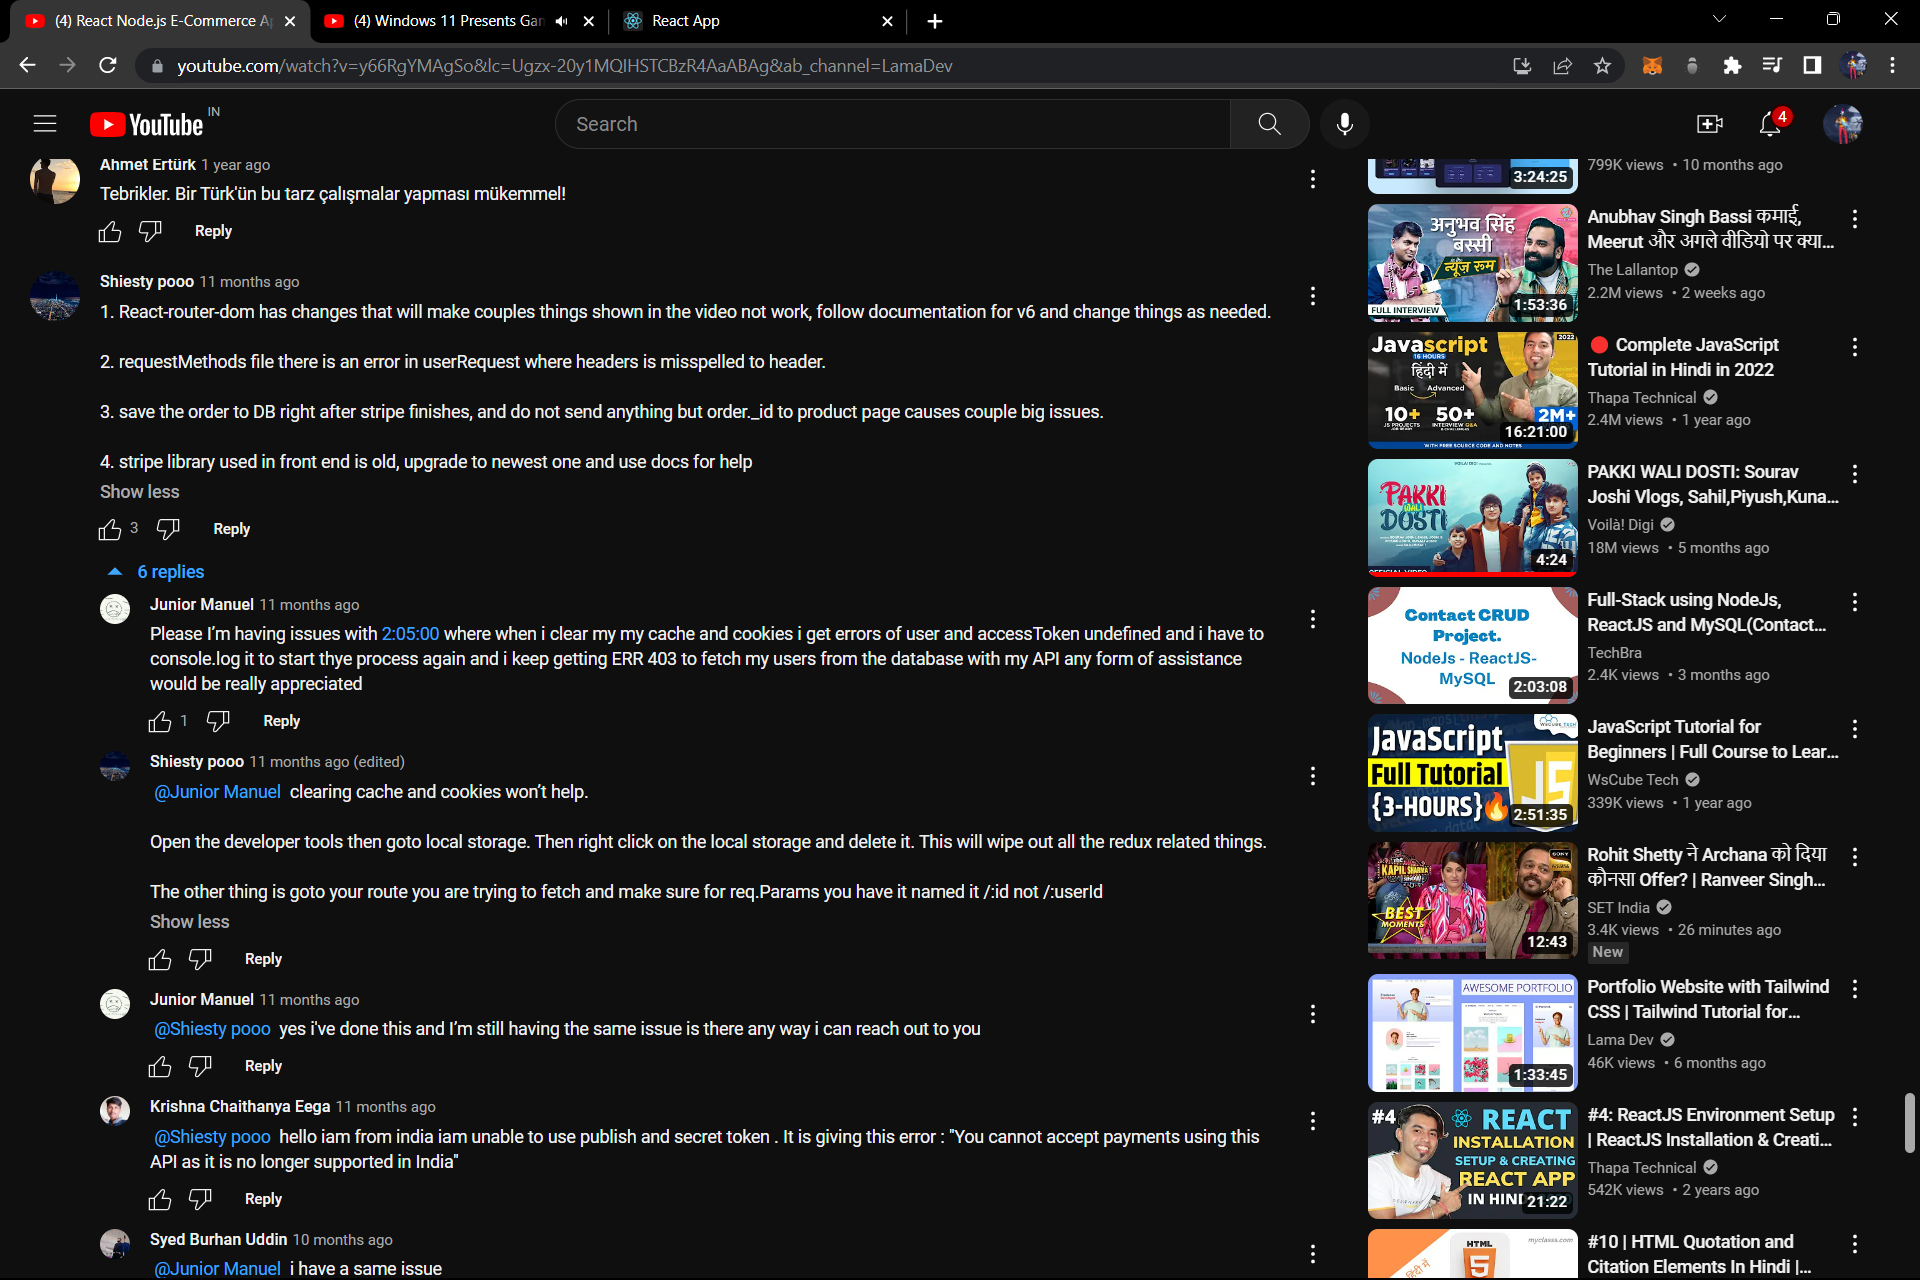 (4) React Node.js E-Commerce A
(4) Windows 11 Presents Gan
React App
youtube.com/watch?v=y66RgYMAgSo&lc=Ugzx-20y1MQIHSTCBzR4AaABAg&ab_channel=LamaDev
YouTube IN
Search
4
Ahmet Ertürk 1 year ago
Tebrikler. Bir Türk'ün bu tarz çalışmalar yapması mükemmel!
Reply
Shiesty pooo 11 months ago
1. React-router-dom has changes that will make couples things shown in the video not work, follow documentation for v6 and change things as needed.
2. requestMethods file there is an error in userRequest where headers is misspelled to header.
3. save the order to DB right after stripe finishes, and do not send anything but order._id to product page causes couple big issues.
4. stripe library used in front end is old, upgrade to newest one and use docs for help
Show less
3 Reply
6 replies
Junior Manuel 11 months ago
Please I'm having issues with 2:05:00 where when i clear my my cache and cookies i get errors of user and accessToken undefined and i have to
console.log it to start thye process again and i keep getting ERR 403 to fetch my users from the database with my API any form of assistance
would be really appreciated
1 Reply
Shiesty pooo 11 months ago (edited)
@Junior Manuel clearing cache and cookies won't help.
Open the developer tools then goto local storage. Then right click on the local storage and delete it. This will wipe out all the redux related things.
The other thing is goto your route you are trying to fetch and make sure for req.Params you have it named it /:id not /:userId
Show less
Reply
Junior Manuel 11 months ago
@Shiesty pooo yes i've done this and I'm still having the same issue is there any way i can reach out to you
Reply
Krishna Chaithanya Eega 11 months ago
@Shiesty pooo hello iam from india iam unable to use publish and secret token . It is giving this error : "You cannot accept payments using this
API as it is no longer supported in India"
Reply
Syed Burhan Uddin 10 months ago
@Junior Manuel i have a same issue
3:24:25
799K views • 10 months ago
अनुभव सिंह
बस्सी
न्यूज़ रूम
FULL INTERVIEW
1:53:36
Anubhav Singh Bassi कमाई,
Meerut और अगले वीडियो पर क्या...
The Lallantop
2.2M views • 2 weeks ago
Javascript
2022
16 HOURS
हिंदी में
Basic Advanced
10+ 50+ 2M+
JS PROJECTS INTERVIEW Q&A
16:21:00
WITH FREE SOURCE CODE AND NOTES
🔴 Complete JavaScript
Tutorial in Hindi in 2022
Thapa Technical
2.4M views • 1 year ago
PAKKI
WALI
DOSTI
4:24
OFFICIAL VIDEO
PAKKI WALI DOSTI: Sourav
Joshi Vlogs, Sahil,Piyush,Kuna...
Voilà! Digi
18M views • 5 months ago
Contact CRUD
Project.
NodeJs - ReactJS-
MySQL
2:03:08
Full-Stack using NodeJs,
ReactJS and MySQL(Contact...
TechBra
2.4K views • 3 months ago
JavaScript
Full Tutorial
{3-HOURS}🔥
JS
2:51:35
JavaScript Tutorial for
Beginners | Full Course to Lear...
WsCube Tech
339K views • 1 year ago
KAPIL SHARMA
BEST
MOMENTS
SONY
12:43
Rohit Shetty ने Archana को दिया
कौनसा Offer? | Ranveer Singh...
SET India
3.4K views • 26 minutes ago
New
AWESOME PORTFOLIO
1:33:45
Portfolio Website with Tailwind
CSS | Tailwind Tutorial for...
Lama Dev
46K views • 6 months ago
#4 REACT
INSTALLATION
SETUP & CREATING
REACT APP
IN HIND
21:22
#4: ReactJS Environment Setup
| ReactJS Installation & Creati...
Thapa Technical
542K views • 2 years ago
HTML
5
myclasss.com
हिंदी में
#10 | HTML Quotation and
Citation Elements In Hindi |...